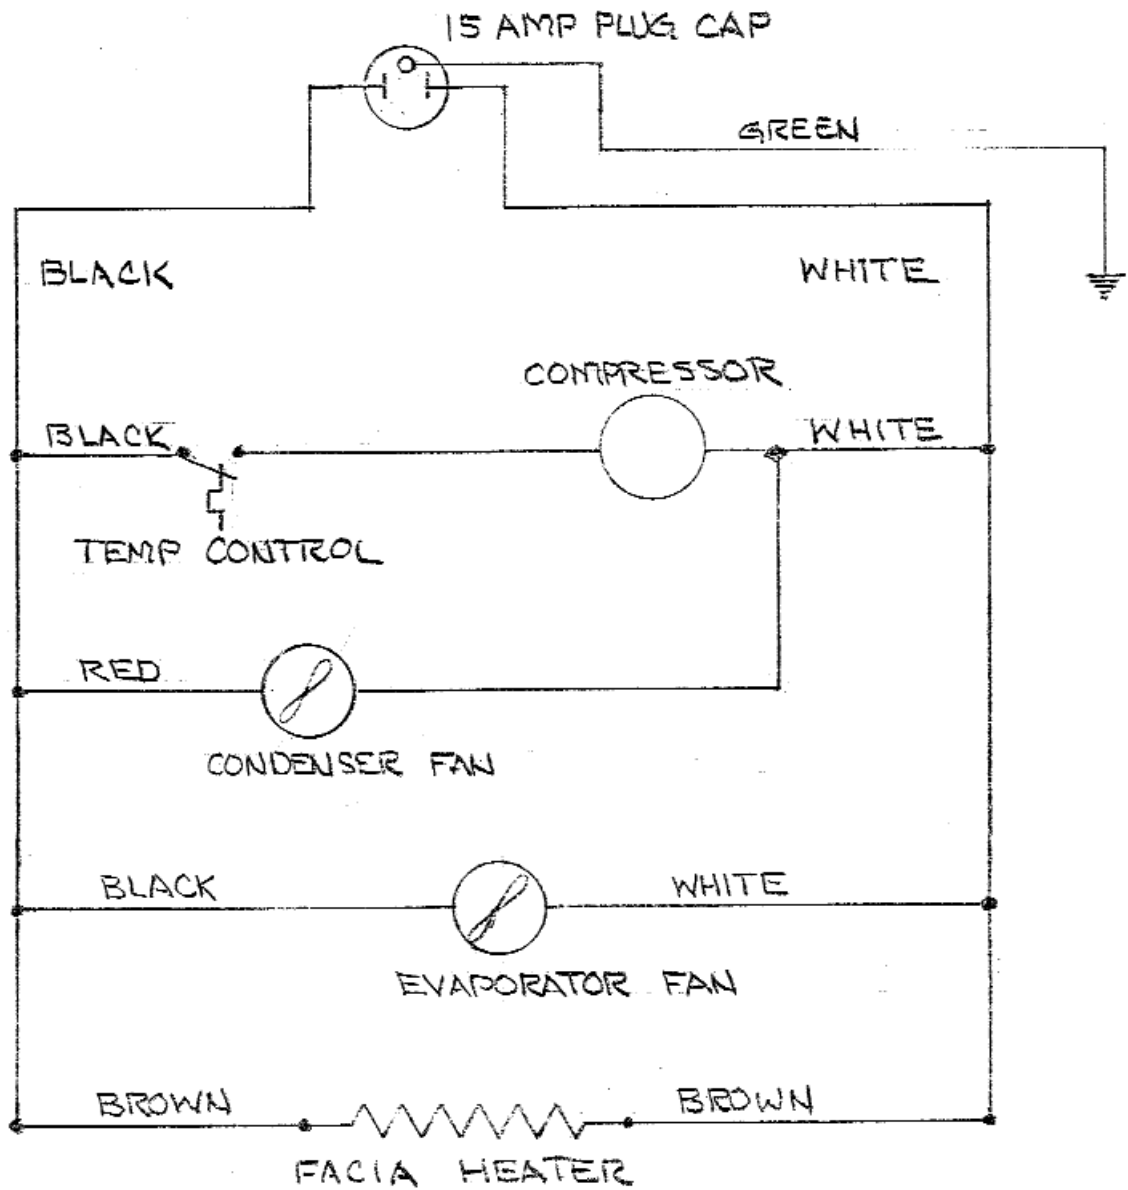 15 AMP PLUG CAP
GREEN
BLACK
WHITE
COMPRESSOR
BLACK
WHITE
TEMP CONTROL
RED
CONDENSER FAN
BLACK
WHITE
EVAPORATOR FAN
BROWN
BROWN
FACIA HEATER